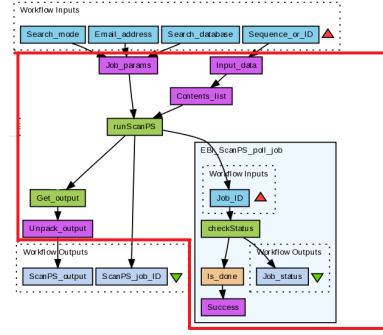 Workflow Inputs
Search_mode Email_address Search_database Sequence_or_ID
Job_params Input_data
Contents_list
runScanPS
EBI_ScanPS_poll_job
Workflow Inputs
Get_output Job_ID
Unpack_output checkStatus
Workflow Outputs Workflow Outputs
ScanPS_output ScanPS_job_ID Is_done Job_status
Success